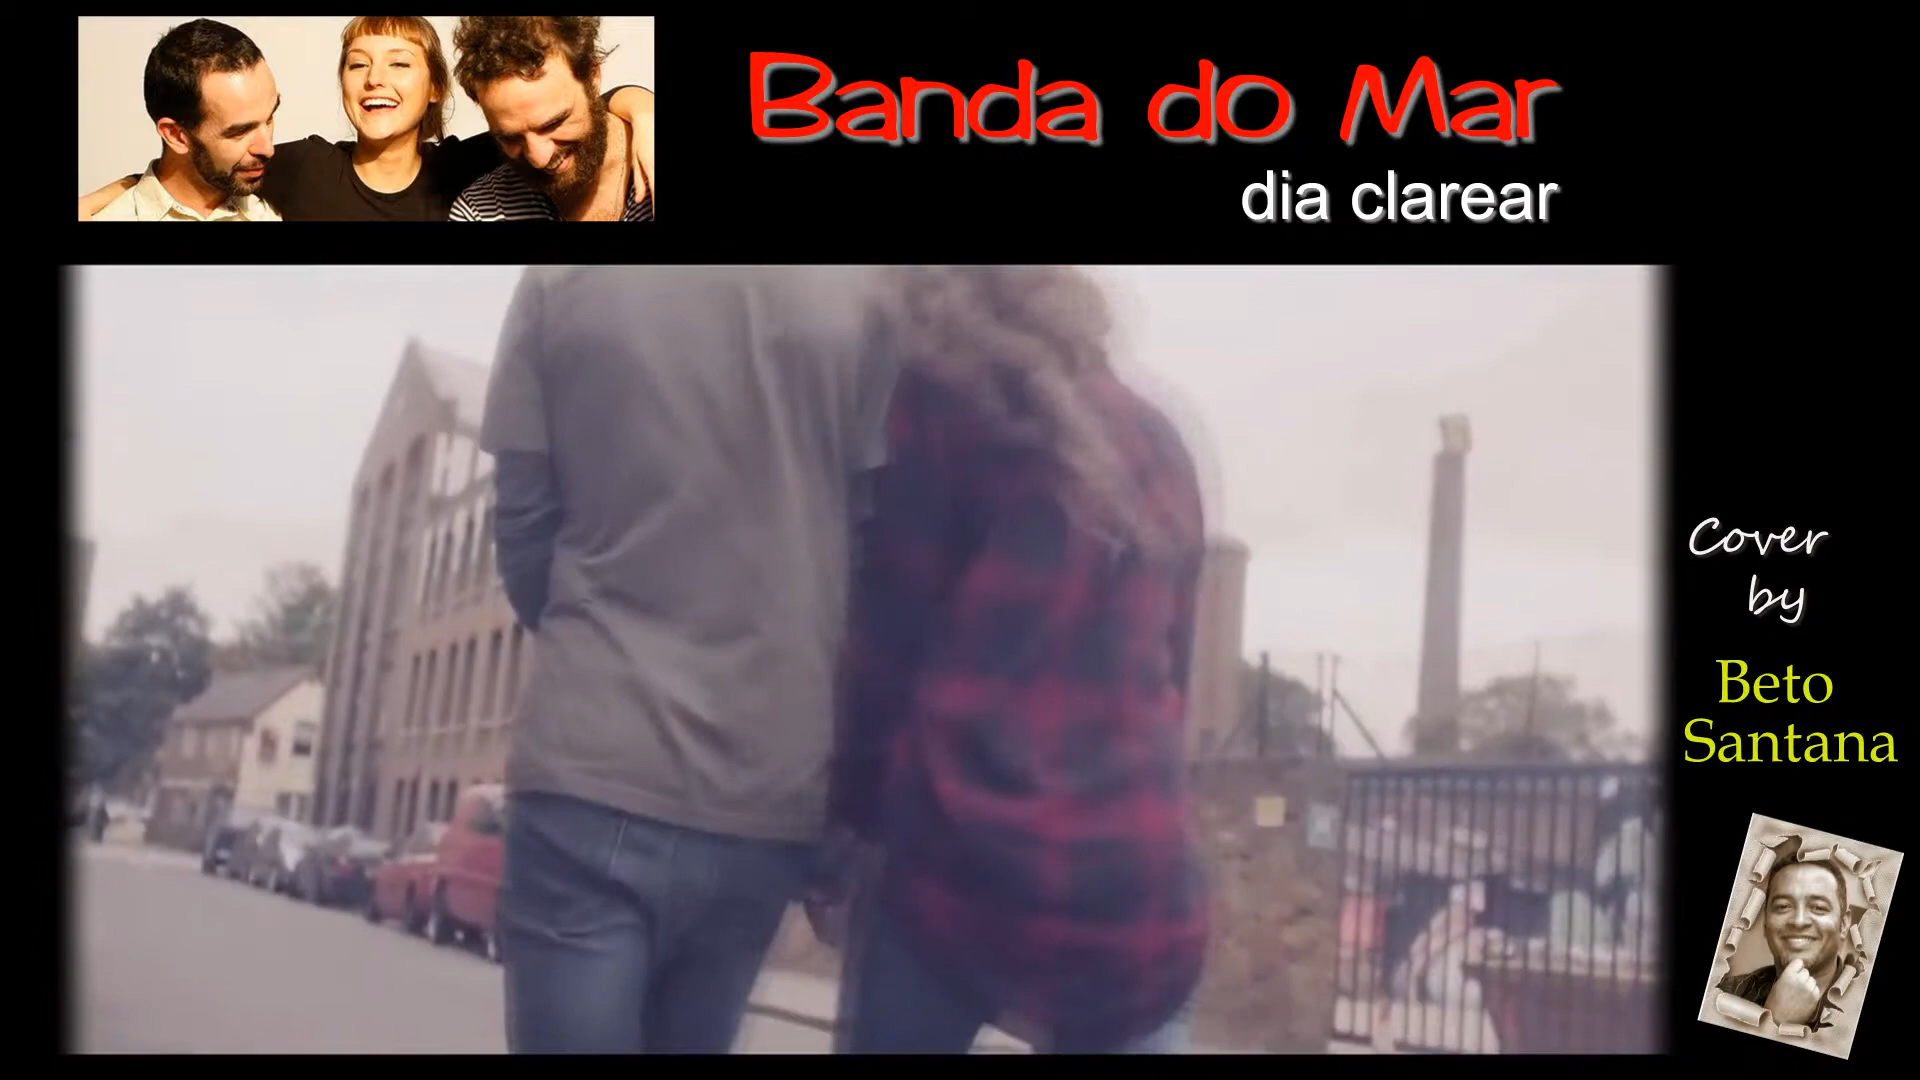 Banda do Mar
dia clarear
Cover
by
Beto
Santana